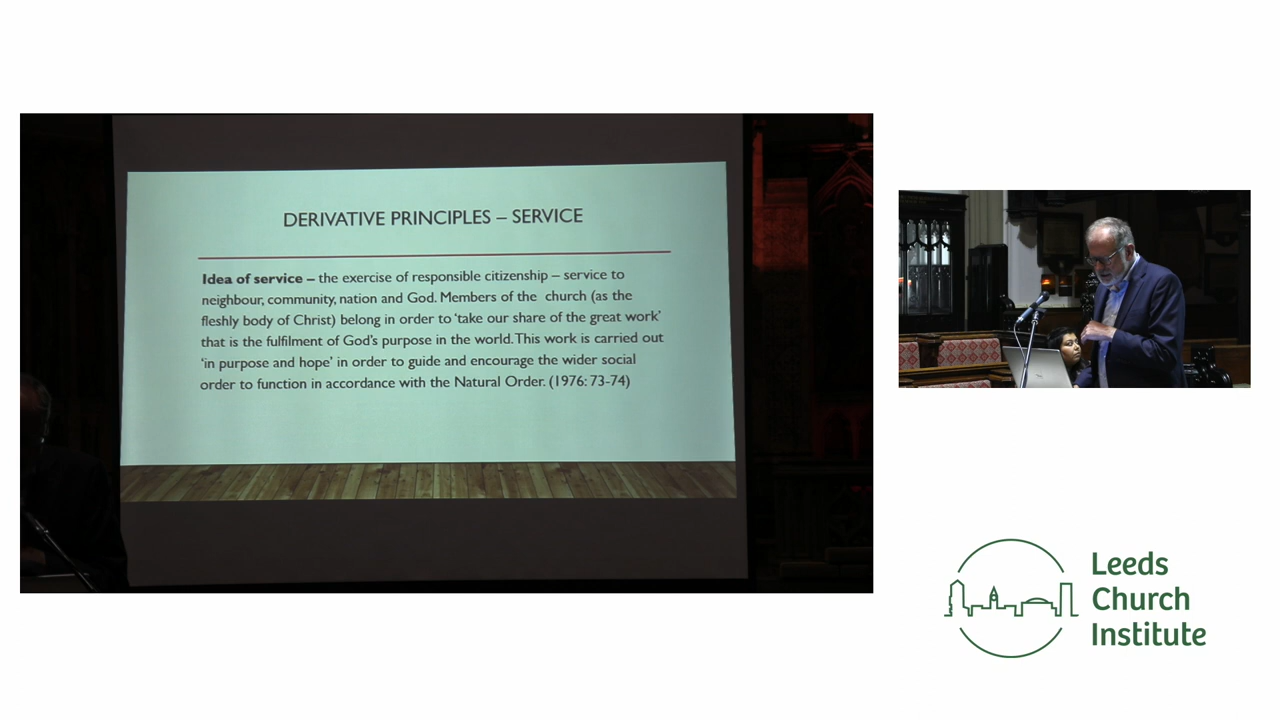 DERIVATIVE PRINCIPLES – SERVICE
Idea of service – the exercise of responsible citizenship – service to
neighbour, community, nation and God. Members of the church (as the
fleshly body of Christ) belong in order to ‘take our share of the great work’
that is the fulfilment of God’s purpose in the world. This work is carried out
‘in purpose and hope’ in order to guide and encourage the wider social
order to function in accordance with the Natural Order. (1976: 73-74)
Leeds
Church
Institute